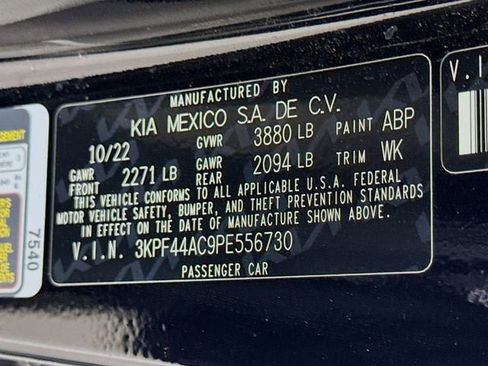 MANUFACTURED BY
KIA MEXICO S.A. DE C.V.
10/22 GVWR 3880 LB PAINT ABP
GAWR FRONT 2271 LB GAWR REAR 2094 LB TRIM WK
THIS VEHICLE CONFORMS TO ALL APPLICABLE U.S.A. FEDERAL
MOTOR VEHICLE SAFETY, BUMPER, AND THEFT PREVENTION STANDARDS
IN EFFECT ON THE DATE OF MANUFACTURE SHOWN ABOVE.
V.I.N. 3KPF44AC9PE556730
PASSENGER CAR
7540
V.I